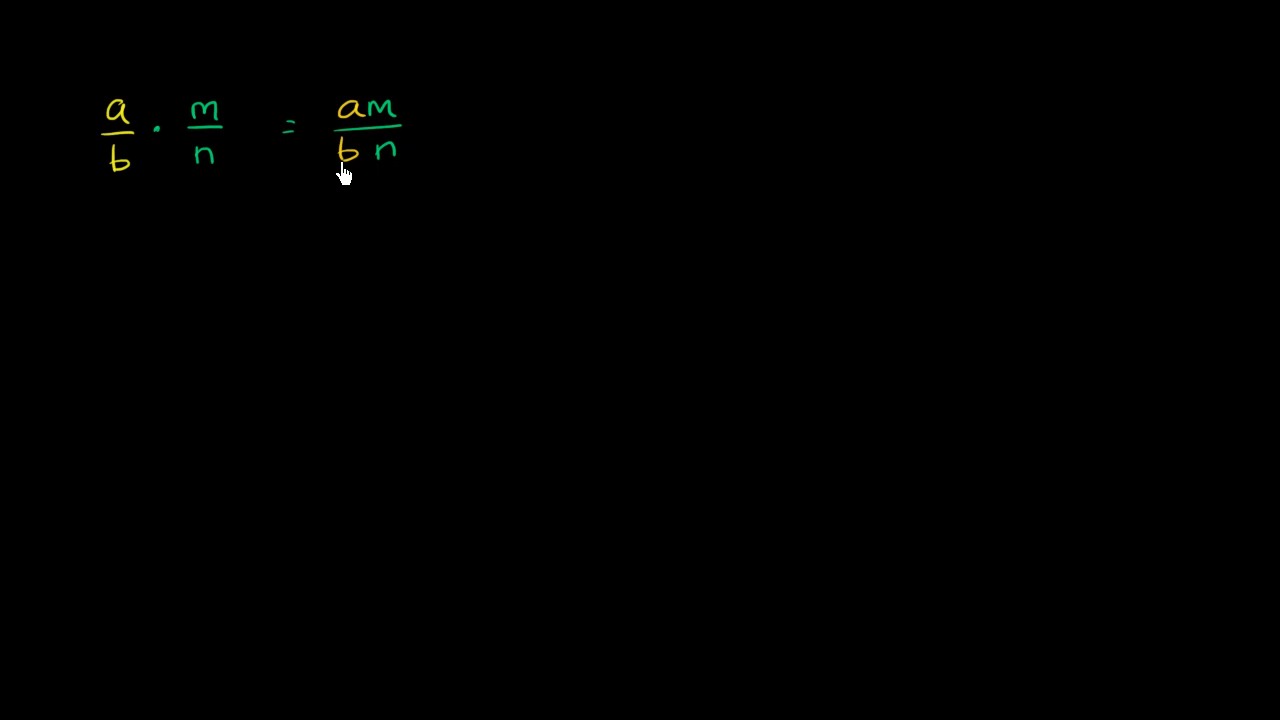 a/b · m/n = am/bn